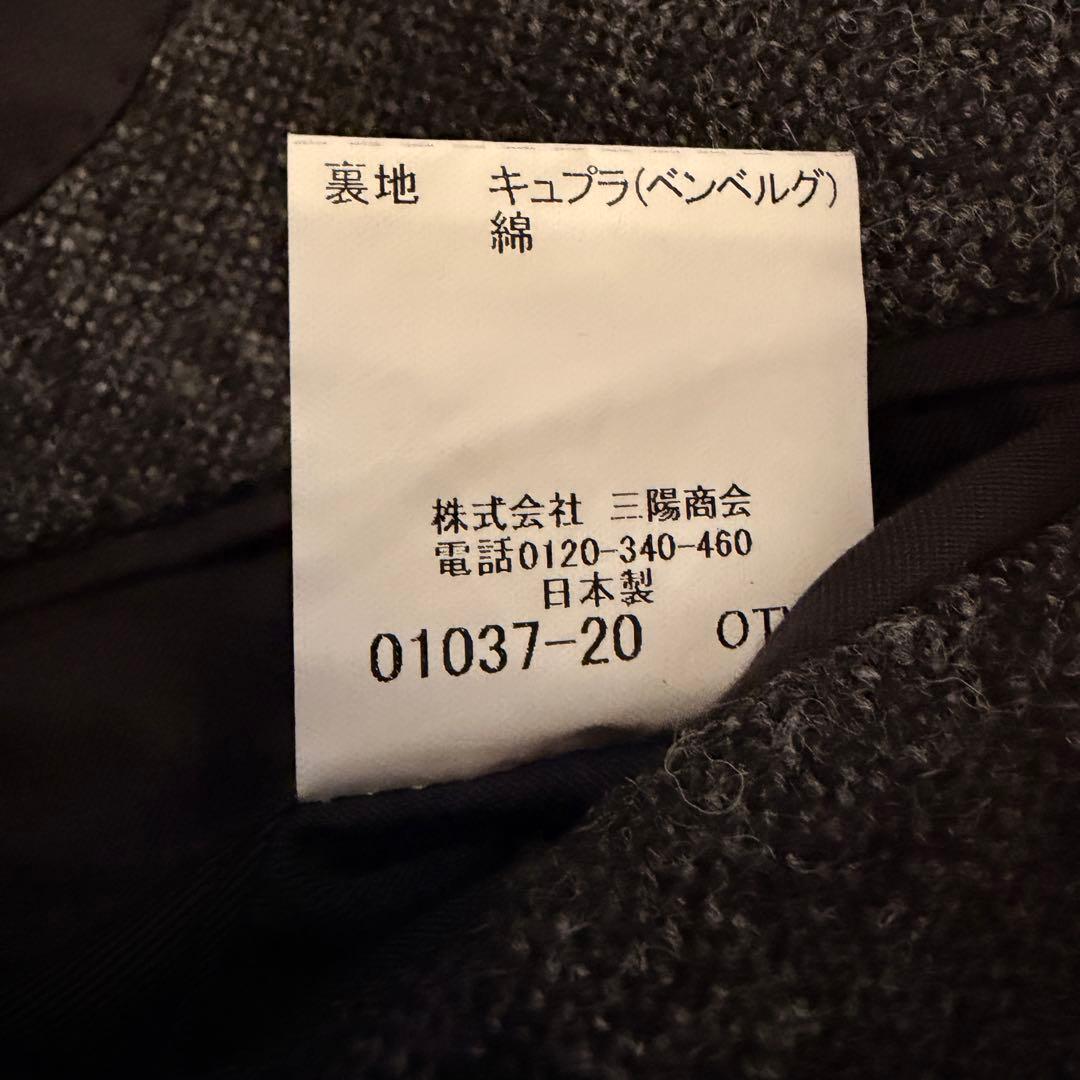 裏地 キュプラ(ベンベルグ)
綿
株式会社 三陽商会
電話0120-340-460
日本製
01037-20